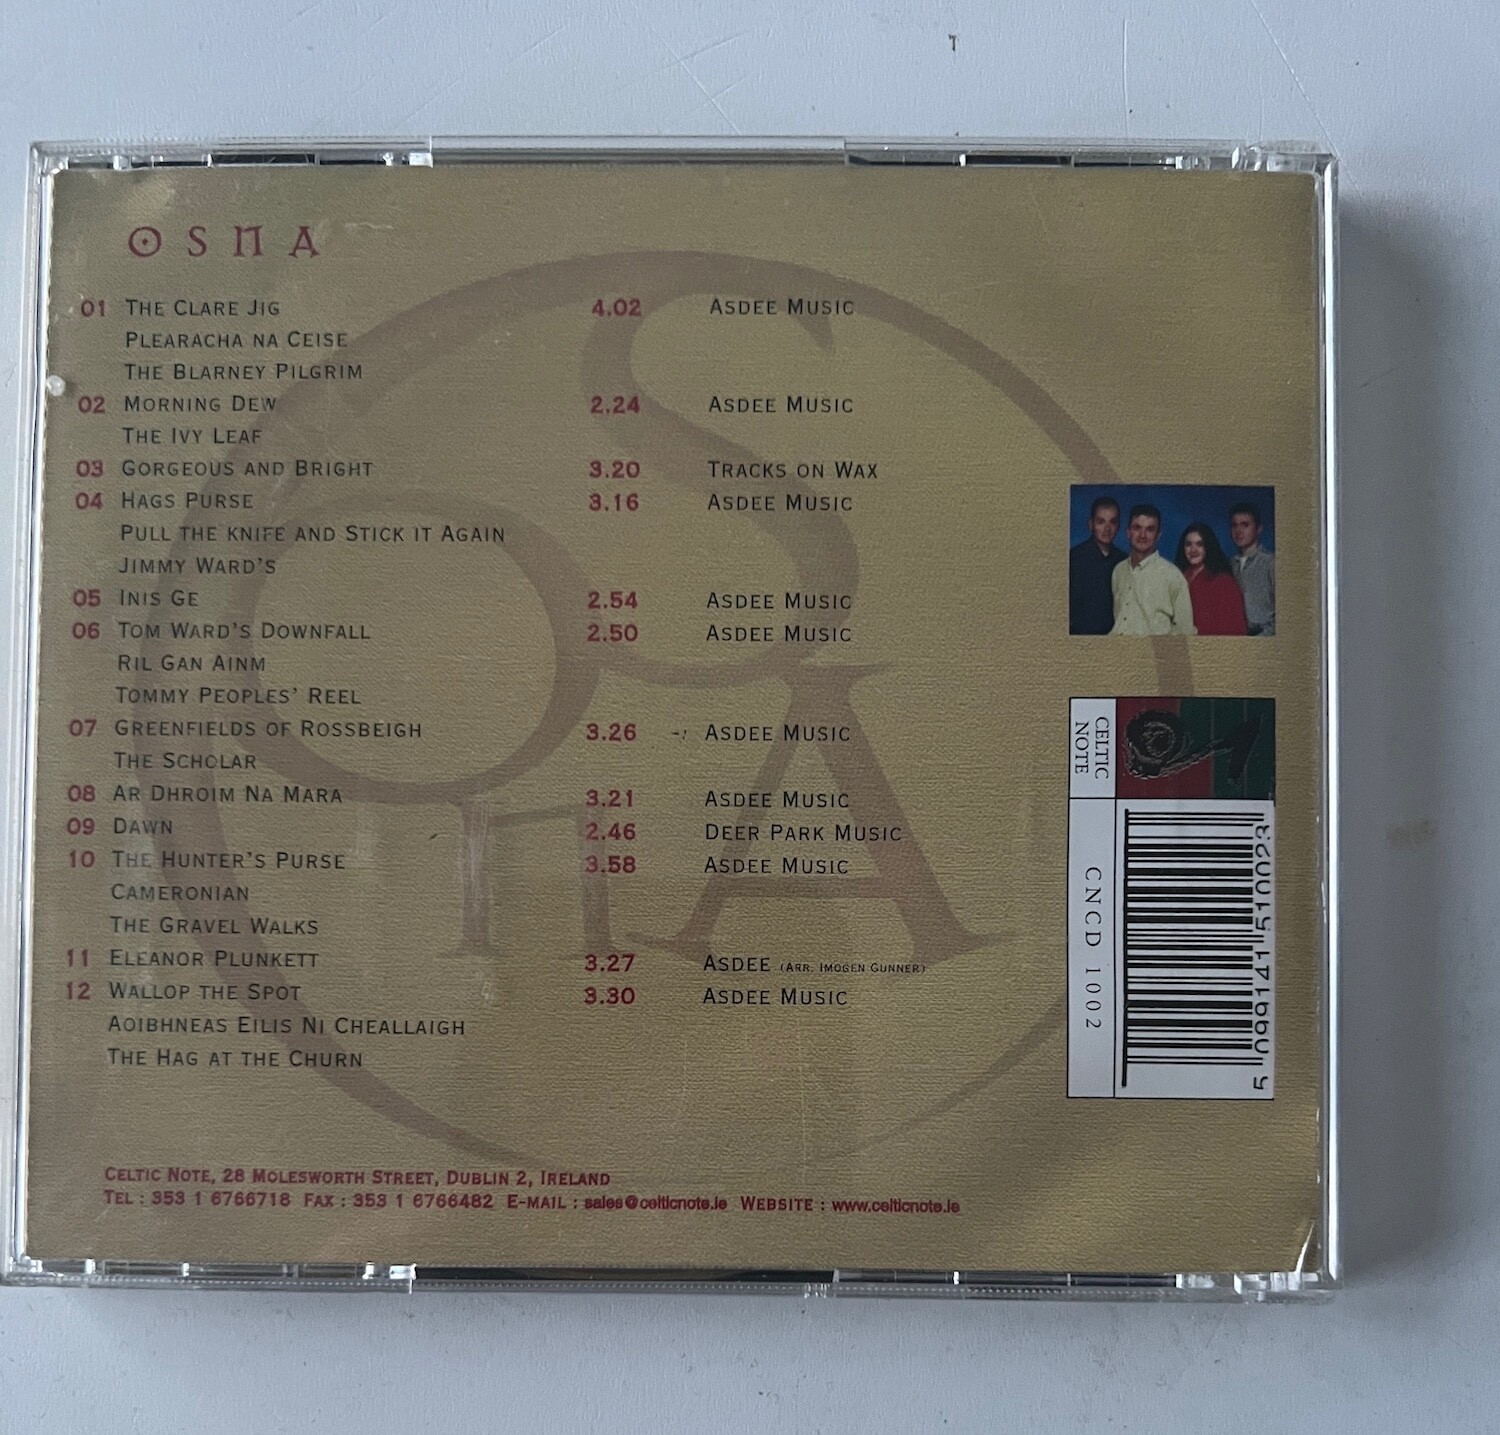 OSNA
01 THE CLARE JIG 4.02 ASDEE MUSIC
PLEARACHA NA CEISE
THE BLARNEY PILGRIM
02 MORNING DEW 2.24 ASDEE MUSIC
THE IVY LEAF
03 GORGEOUS AND BRIGHT 3.20 TRACKS ON WAX
04 HAGS PURSE 3.16 ASDEE MUSIC
PULL THE KNIFE AND STICK IT AGAIN
JIMMY WARD'S
05 INIS GE 2.54 ASDEE MUSIC
06 TOM WARD'S DOWNFALL 2.50 ASDEE MUSIC
RIL GAN AINM
TOMMY PEOPLES' REEL
07 GREENFIELDS OF ROSSBEIGH 3.26 ASDEE MUSIC
THE SCHOLAR
08 AR DHROIM NA MARA 3.21 ASDEE MUSIC
09 DAWN 2.46 DEER PARK MUSIC
10 THE HUNTER'S PURSE 3.58 ASDEE MUSIC
CAMERONIAN
THE GRAVEL WALKS
11 ELEANOR PLUNKETT 3.27 ASDEE (ARR. IMOGEN GUNNER)
12 WALLOP THE SPOT 3.30 ASDEE MUSIC
AOIBHNEAS EILIS NI CHEALLAIGH
THE HAG AT THE CHURN
CELTIC NOTE, 28 MOLESWORTH STREET, DUBLIN 2, IRELAND
TEL : 353 1 6766718 FAX : 353 1 6766482 E-MAIL : sales@celticnote.ie WEBSITE : www.celticnote.ie
CELTIC
NOTE
CNCD 1002
5 099141 510023
OSNA